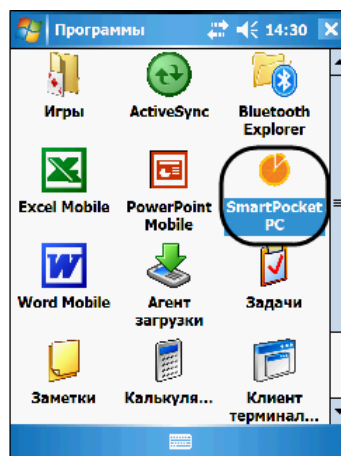 Программы 14:30
Игры ActiveSync Bluetooth
Explorer
Excel Mobile PowerPoint SmartPocket
Mobile PC
Word Mobile Агент Задачи
загрузки
Заметки Калькуля... Клиент
терминал...